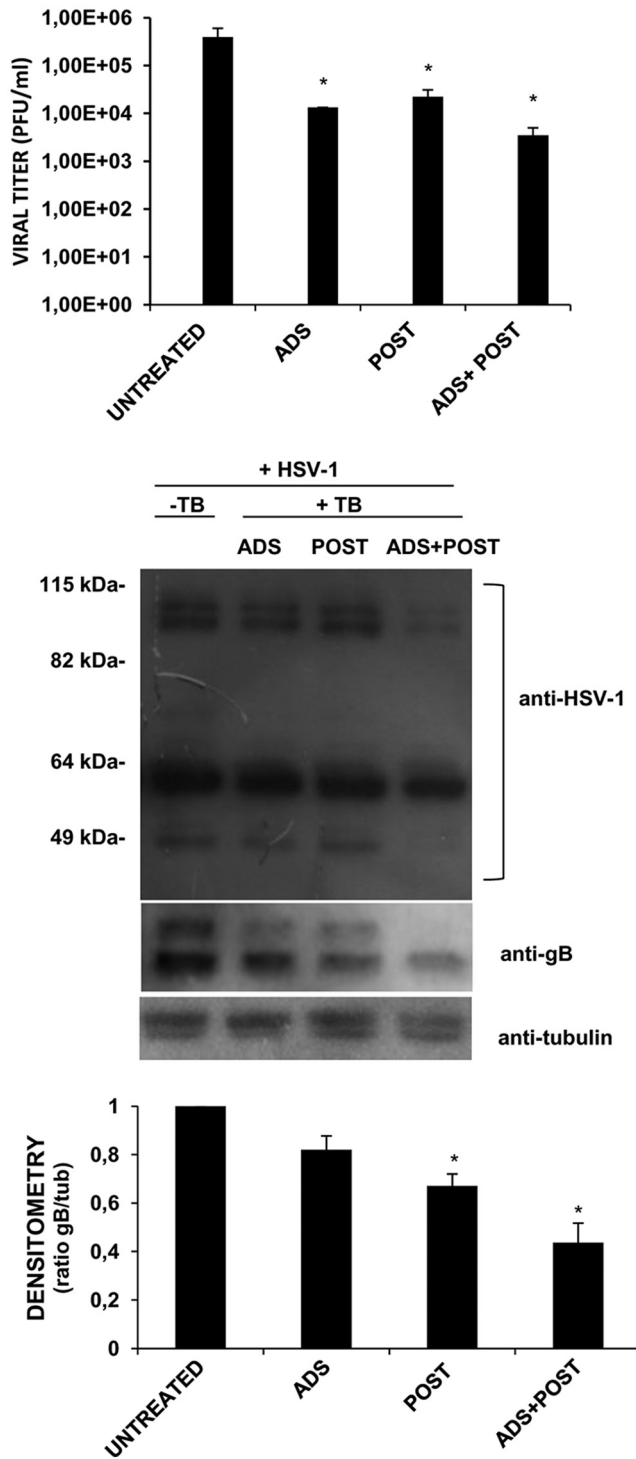 VIRAL TITER (PFU/ml)
1,00E+06
1,00E+05
1,00E+04
1,00E+03
1,00E+02
1,00E+01
1,00E+00
* * *
UNTREATED
ADS
POST
ADS+ POST
+ HSV-1
-TB + TB
ADS POST ADS+POST
115 kDa-
82 kDa-
64 kDa-
49 kDa-
anti-HSV-1
anti-gB
anti-tubulin
DENSITOMETRY
(ratio gB/tub)
1
0,8
0,6
0,4
0,2
0
* *
UNTREATED
ADS
POST
ADS+POST